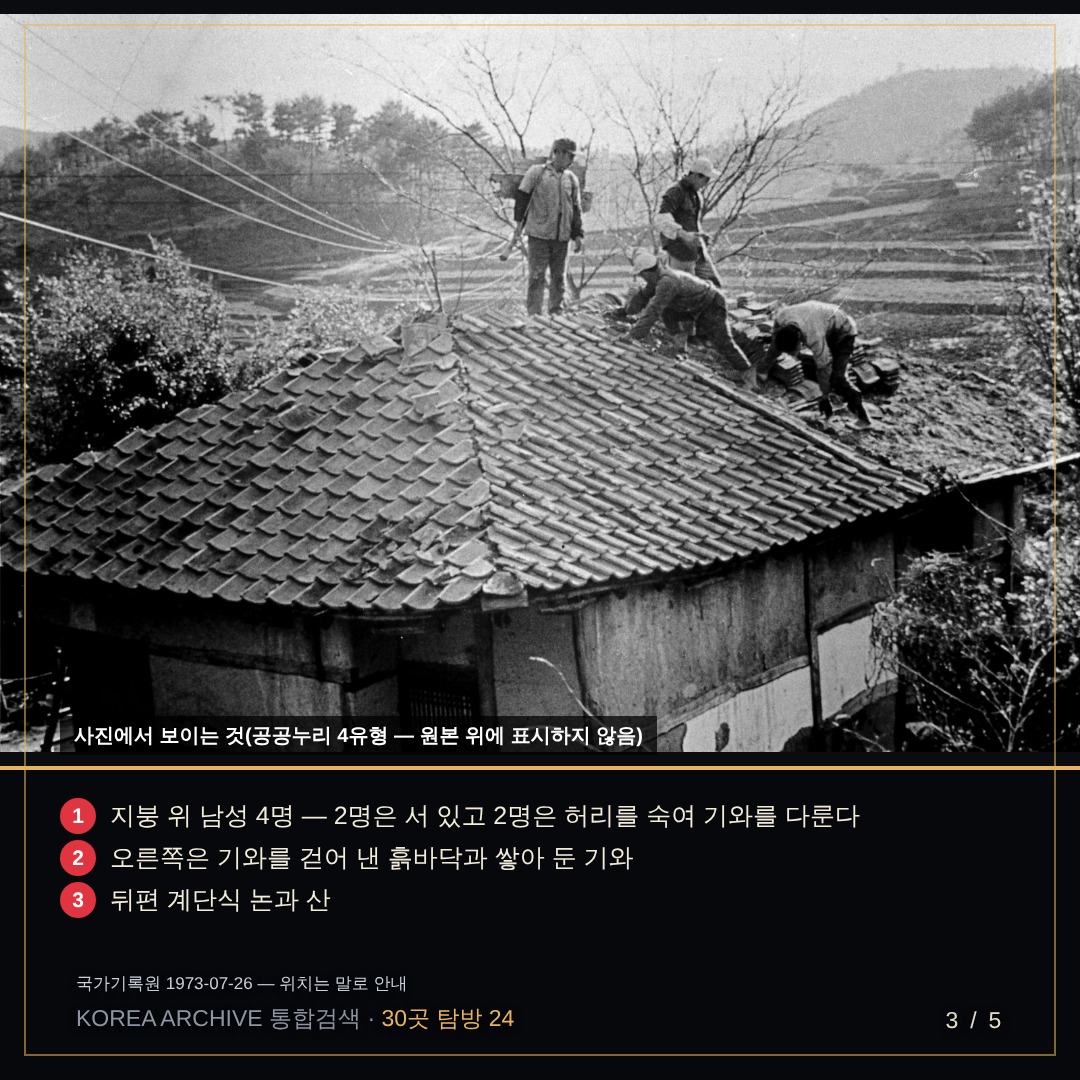 사진에서 보이는 것(공공누리 4유형 — 원본 위에 표시하지 않음)
1 지붕 위 남성 4명 — 2명은 서 있고 2명은 허리를 숙여 기와를 다룬다
2 오른쪽은 기와를 걷어 낸 흙바닥과 쌓아 둔 기와
3 뒤편 계단식 논과 산
국가기록원 1973-07-26 — 위치는 말로 안내
KOREA ARCHIVE 통합검색 · 30곳 탐방 24
3 / 5